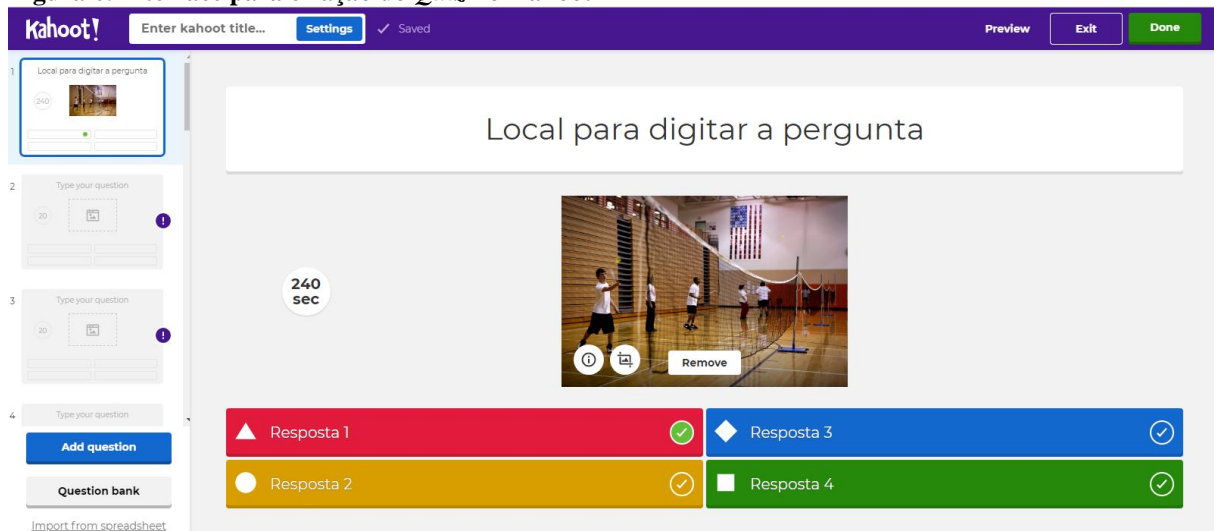 Kahoot!
Enter kahoot title...
Settings
Saved
Preview
Exit
Done
1
Local para digitar a pergunta
240
2
Type your question
20
3
Type your question
20
4
Type your question
Add question
Question bank
Import from spreadsheet
Local para digitar a pergunta
240
sec
Remove
Resposta 1
Resposta 3
Resposta 2
Resposta 4